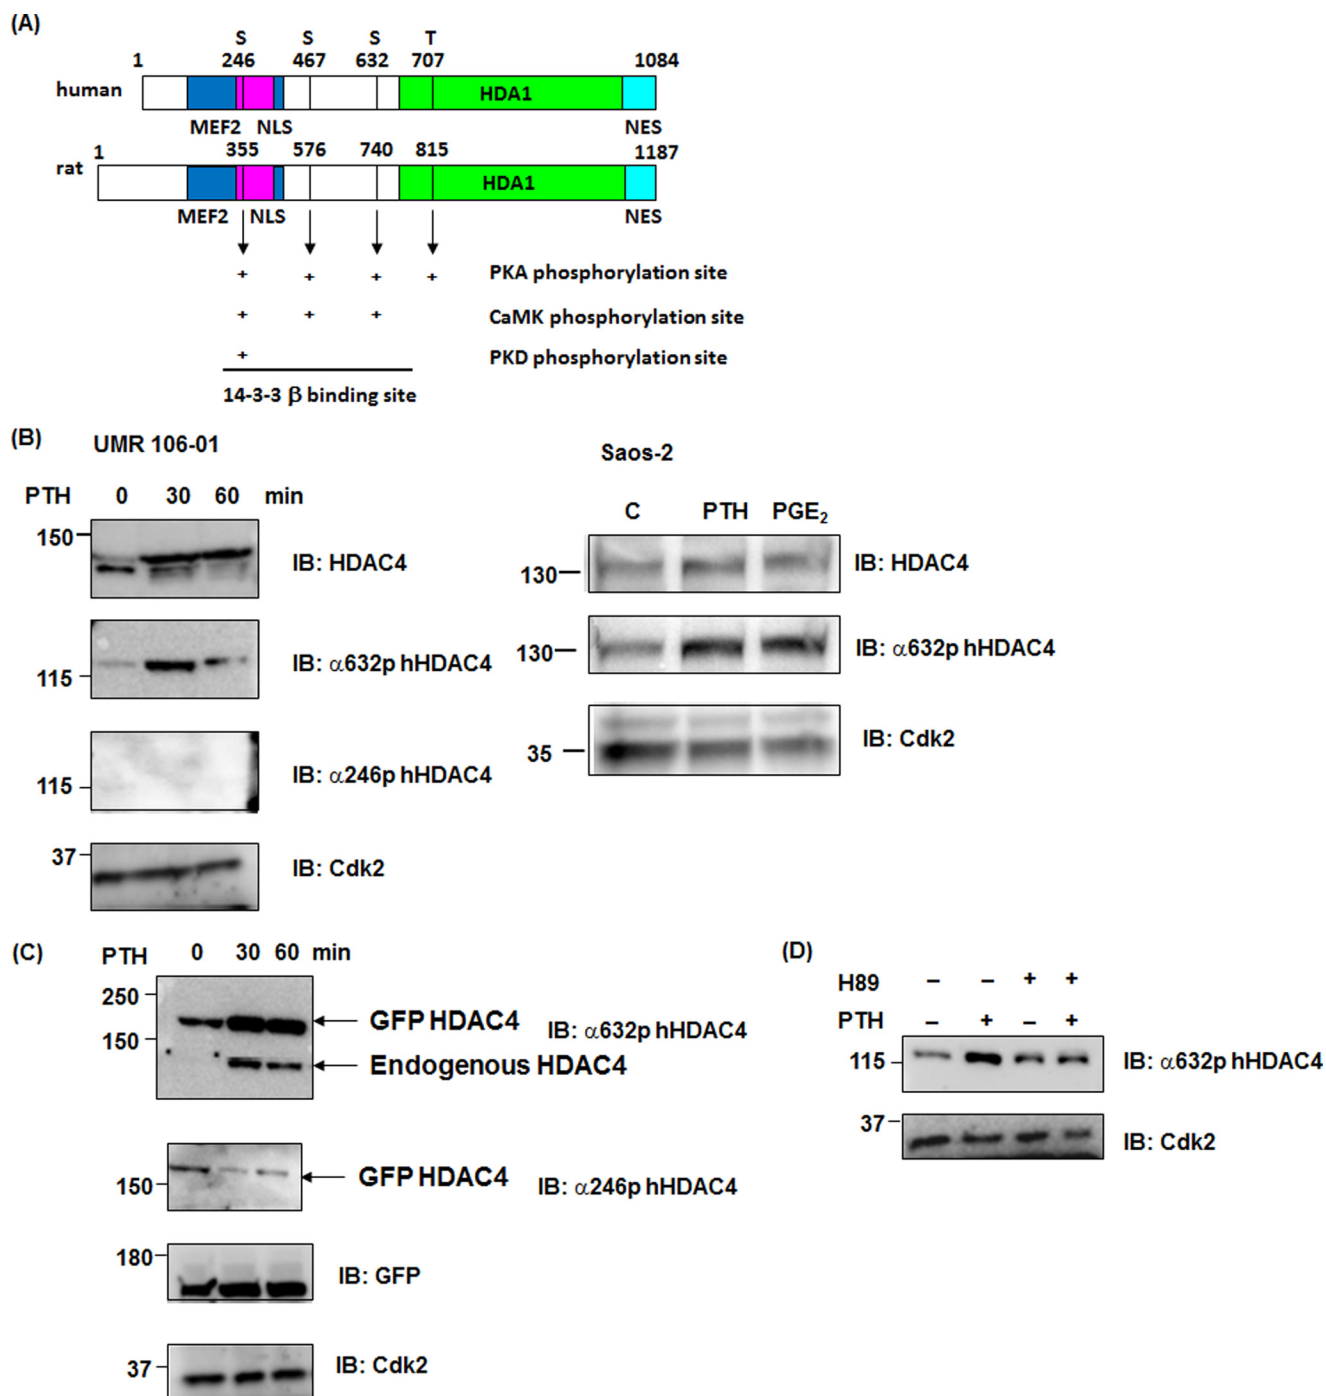 (A)
S S S T
1 246 467 632 707 1084
human HDA1
MEF2 NLS NES
1 355 576 740 815 1187
rat HDA1
MEF2 NLS NES
+ + + + PKA phosphorylation site
+ + + CaMK phosphorylation site
+ PKD phosphorylation site
14-3-3 β binding site
(B)
UMR 106-01
PTH 0 30 60 min
150
IB: HDAC4
IB: α632p hHDAC4
115
IB: α246p hHDAC4
115
37
IB: Cdk2
Saos-2
C PTH PGE₂
130 IB: HDAC4
130 IB: α632p hHDAC4
35 IB: Cdk2
(C)
PTH 0 30 60 min
250
GFP HDAC4 IB: α632p hHDAC4
150
Endogenous HDAC4
GFP HDAC4 IB: α246p hHDAC4
150
180
IB: GFP
37 IB: Cdk2
(D)
H89 – – + +
PTH – + – +
115 IB: α632p hHDAC4
37
IB: Cdk2